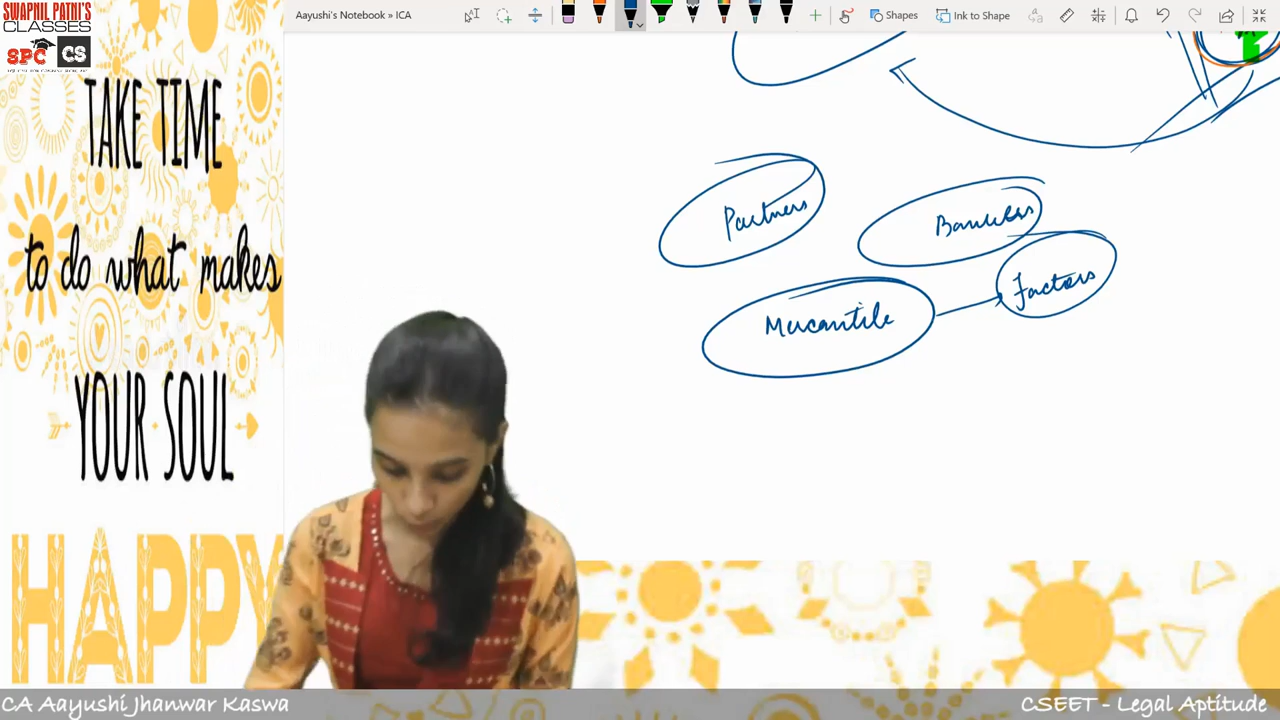 SWAPNIL PATNI'S
CLASSES
SPC CS
Aayushi's Notebook » ICA
Shapes
Ink to Shape
TAKE TIME
to do what makes
YOUR SOUL
HAPPY
Partners
Bankers
Factors
Mercantile
CA Aayushi Jhanwar Kaswa
CSEET - Legal Aptitude